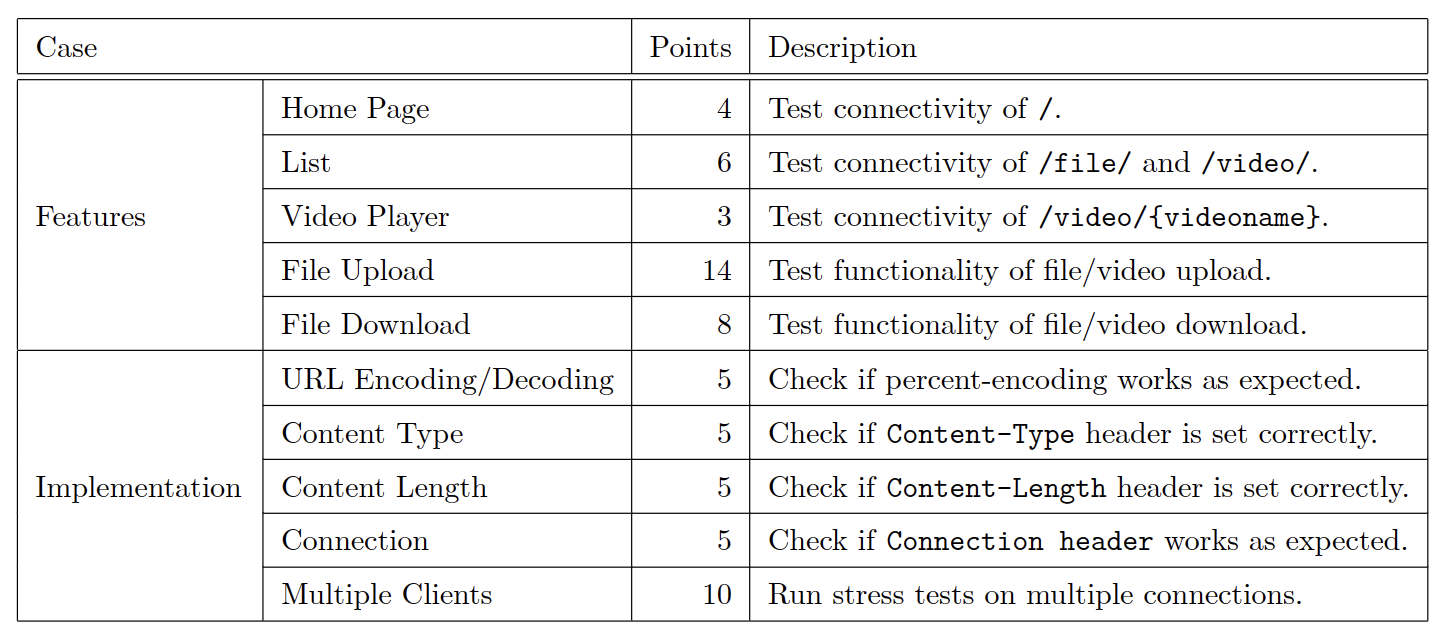 Case Points Description
Home Page 4 Test connectivity of /.
List 6 Test connectivity of /file/ and /video/.
Features Video Player 3 Test connectivity of /video/{videoname}.
File Upload 14 Test functionality of file/video upload.
File Download 8 Test functionality of file/video download.
URL Encoding/Decoding 5 Check if percent-encoding works as expected.
Content Type 5 Check if Content-Type header is set correctly.
Implementation Content Length 5 Check if Content-Length header is set correctly.
Connection 5 Check if Connection header works as expected.
Multiple Clients 10 Run stress tests on multiple connections.